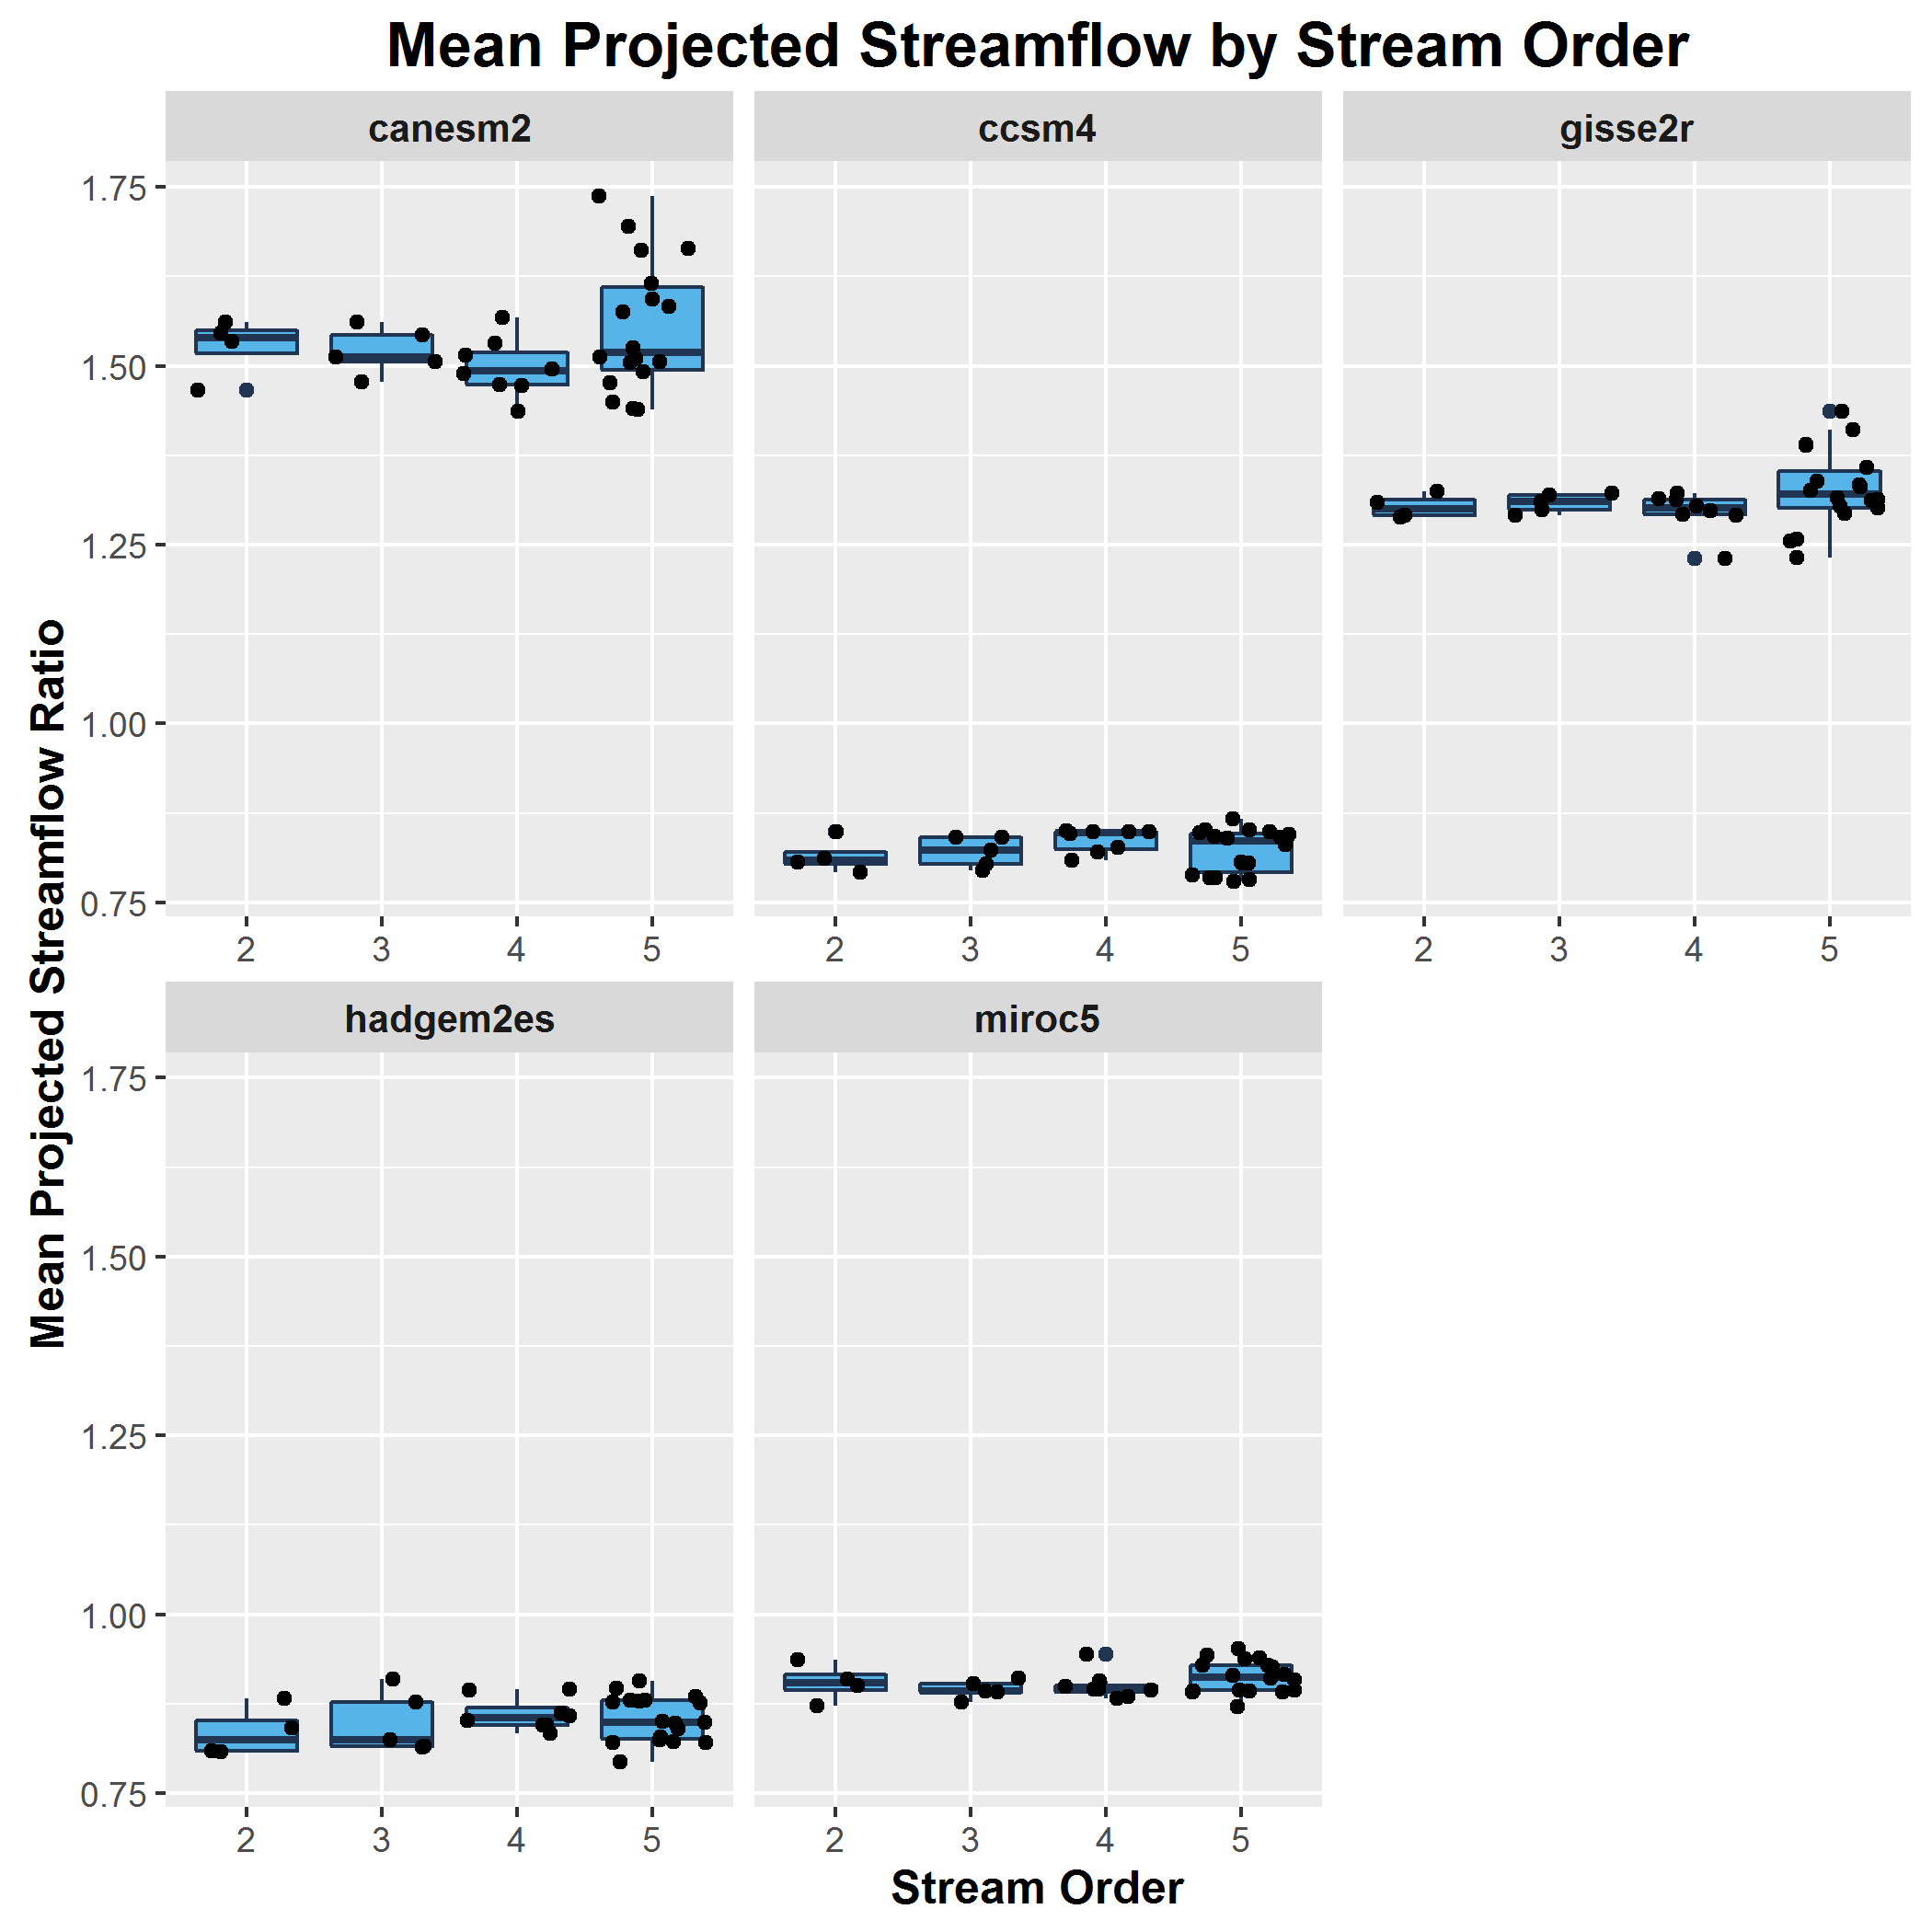 Mean Projected Streamflow by Stream Order
canesm2 ccsm4 gisse2r
1.75
1.50
1.25
1.00
0.75
2 3 4 5 2 3 4 5 2 3 4 5
Mean Projected Streamflow Ratio
hadgem2es miroc5
1.75
1.50
1.25
1.00
0.75
2 3 4 5 2 3 4 5
Stream Order